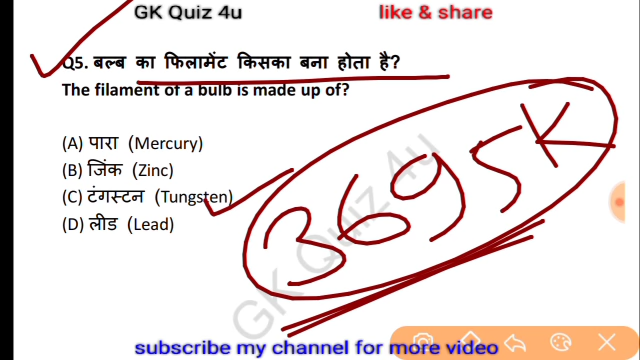 GK Quiz 4u
like & share
Q5. बल्ब का फिलामेंट किसका बना होता है?
The filament of a bulb is made up of?
(A) पारा (Mercury)
(B) जिंक (Zinc)
(C) टंगस्टन (Tungsten)
(D) लीड (Lead)
3695 K
GK Quiz 4u
subscribe my channel for more video